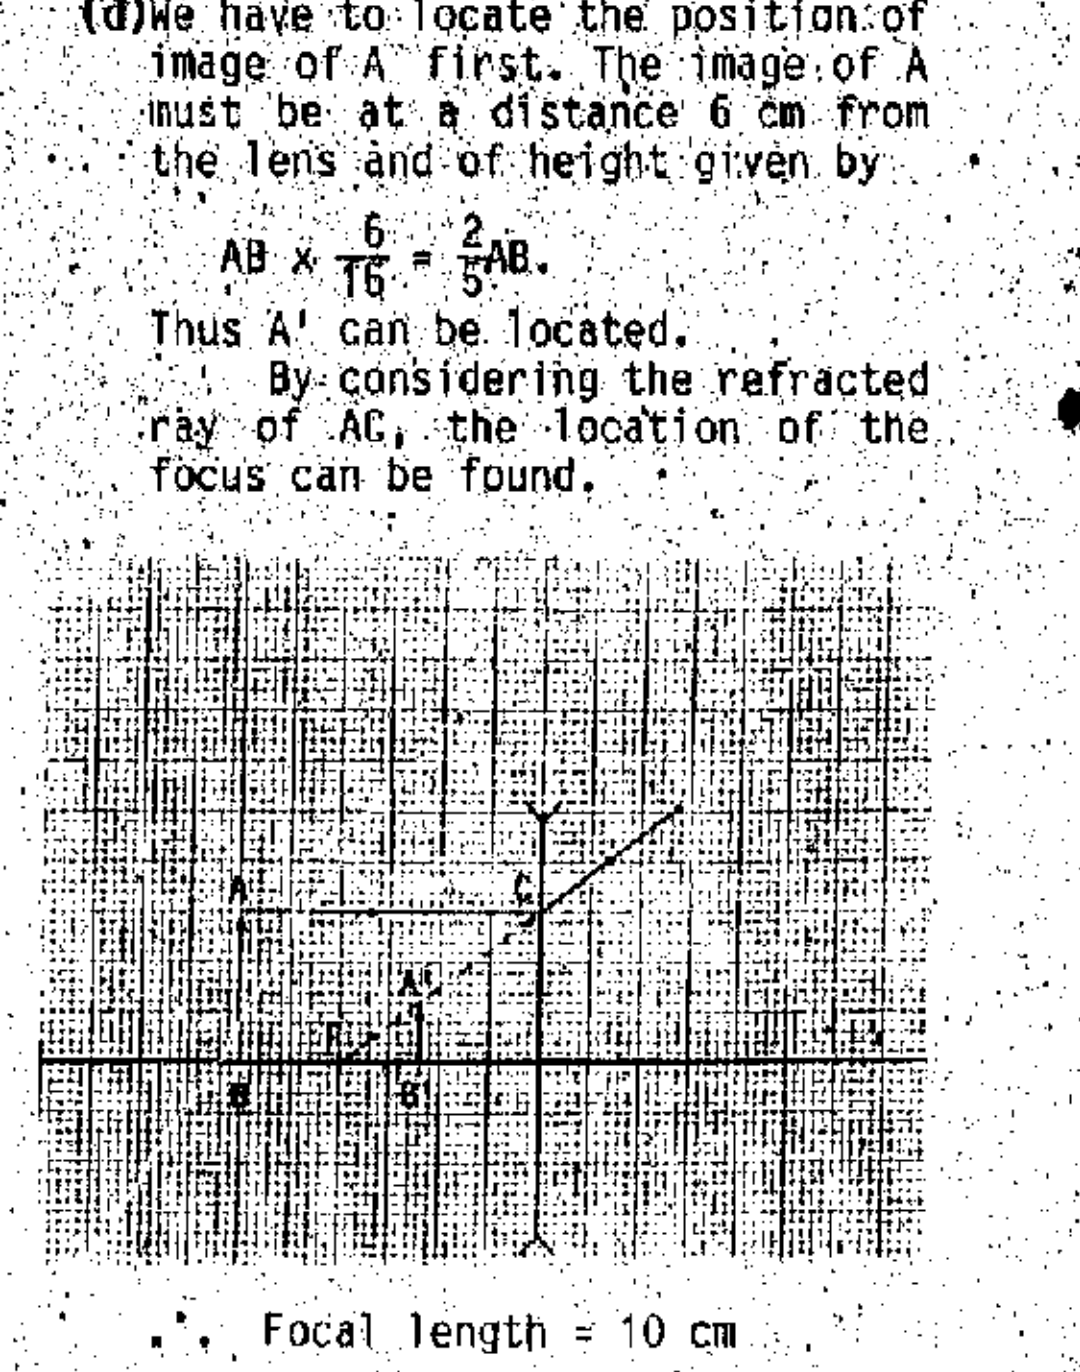 (d)We have to locate the position of
image of A first. The image of A
must be at a distance 6 cm from
the lens and of height given by
AB x 6/16 = 2/5 AB.
Thus A' can be located.
By considering the refracted
ray of AC, the location of the
focus can be found.
A
C
A'
F
B
B'
∴ Focal length = 10 cm